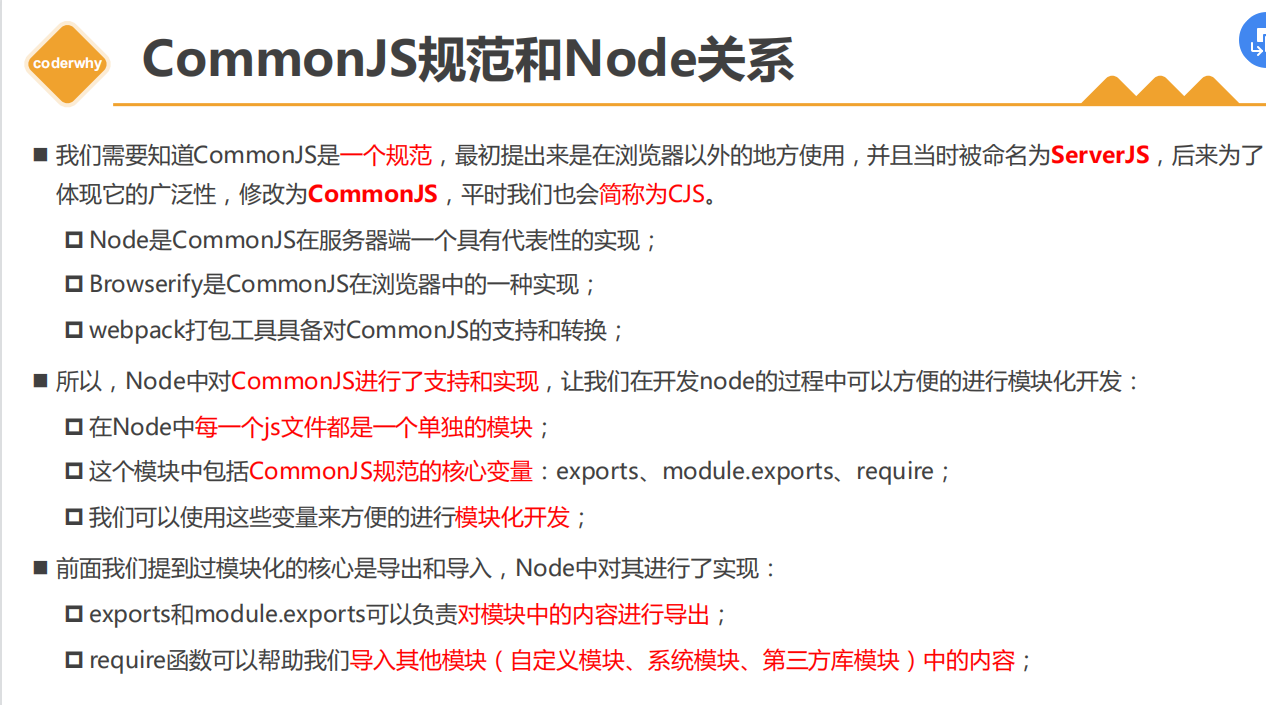 coderwhy
CommonJS规范和Node关系
我们需要知道CommonJS是一个规范，最初提出来是在浏览器以外的地方使用，并且当时被命名为ServerJS，后来为了
体现它的广泛性，修改为CommonJS，平时我们也会简称为CJS。
Node是CommonJS在服务器端一个具有代表性的实现；
Browserify是CommonJS在浏览器中的一种实现；
webpack打包工具具备对CommonJS的支持和转换；
所以，Node中对CommonJS进行了支持和实现，让我们在开发node的过程中可以方便的进行模块化开发：
在Node中每一个js文件都是一个单独的模块；
这个模块中包括CommonJS规范的核心变量：exports、module.exports、require；
我们可以使用这些变量来方便的进行模块化开发；
前面我们提到过模块化的核心是导出和导入，Node中对其进行了实现：
exports和module.exports可以负责对模块中的内容进行导出；
require函数可以帮助我们导入其他模块（自定义模块、系统模块、第三方库模块）中的内容；